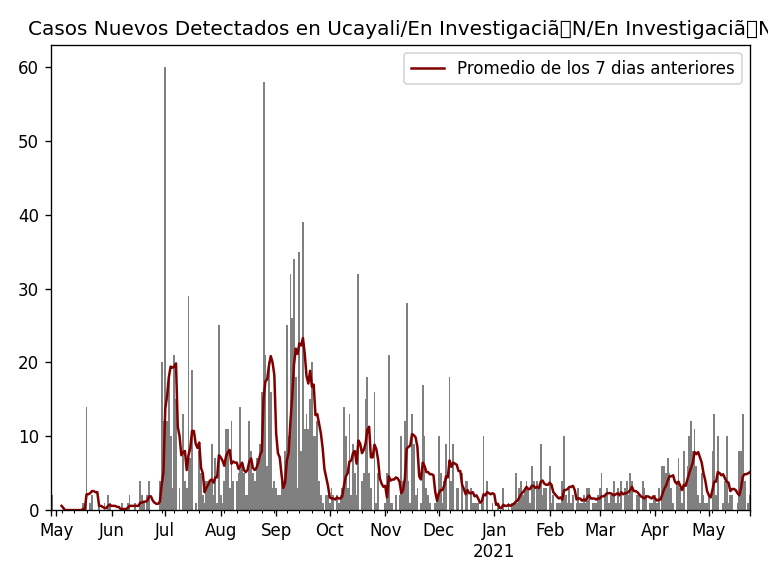 Casos Nuevos Detectados en Ucayali/En Investigaciã▯N/En Investigaciã▯N
Promedio de los 7 dias anteriores
60
50
40
30
20
10
0
May Jun Jul Aug Sep Oct Nov Dec Jan Feb Mar Apr May
2021